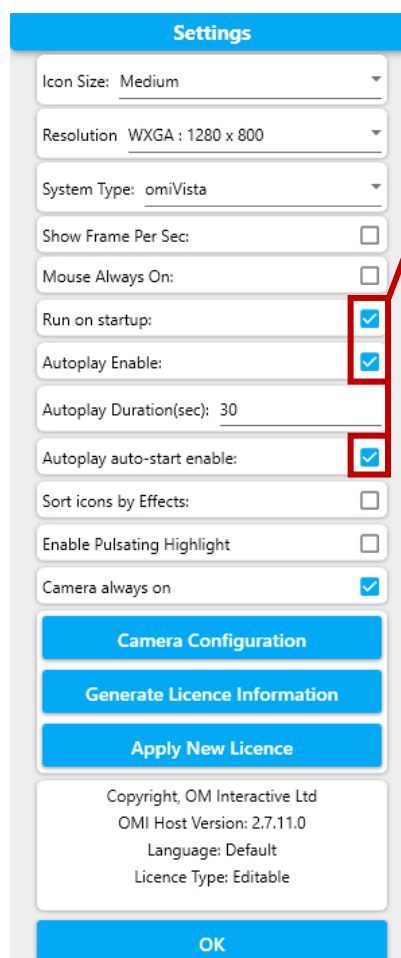 Settings
Icon Size: Medium
Resolution WXGA : 1280 x 800
System Type: omiVista
Show Frame Per Sec:
Mouse Always On:
Run on startup:
Autoplay Enable:
Autoplay Duration(sec): 30
Autoplay auto-start enable:
Sort icons by Effects:
Enable Pulsating Highlight
Camera always on
Camera Configuration
Generate Licence Information
Apply New Licence
Copyright, OM Interactive Ltd
OMI Host Version: 2.7.11.0
Language: Default
Licence Type: Editable
OK